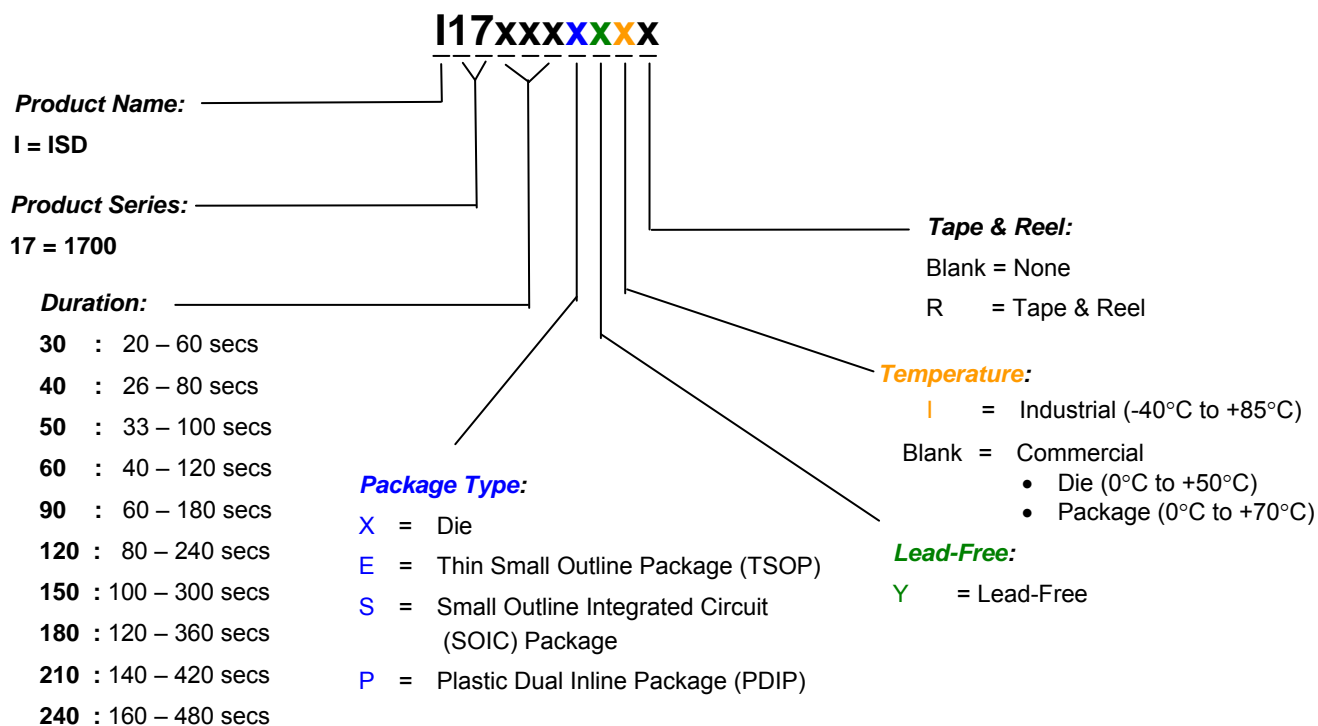 I17xxxxxxx
Product Name:
I = ISD
Product Series:
17 = 1700
Duration:
30 : 20 – 60 secs
40 : 26 – 80 secs
50 : 33 – 100 secs
60 : 40 – 120 secs
90 : 60 – 180 secs
120 : 80 – 240 secs
150 : 100 – 300 secs
180 : 120 – 360 secs
210 : 140 – 420 secs
240 : 160 – 480 secs
Package Type:
X = Die
E = Thin Small Outline Package (TSOP)
S = Small Outline Integrated Circuit
(SOIC) Package
P = Plastic Dual Inline Package (PDIP)
Tape & Reel:
Blank = None
R = Tape & Reel
Temperature:
I = Industrial (-40°C to +85°C)
Blank = Commercial
• Die (0°C to +50°C)
• Package (0°C to +70°C)
Lead-Free:
Y = Lead-Free